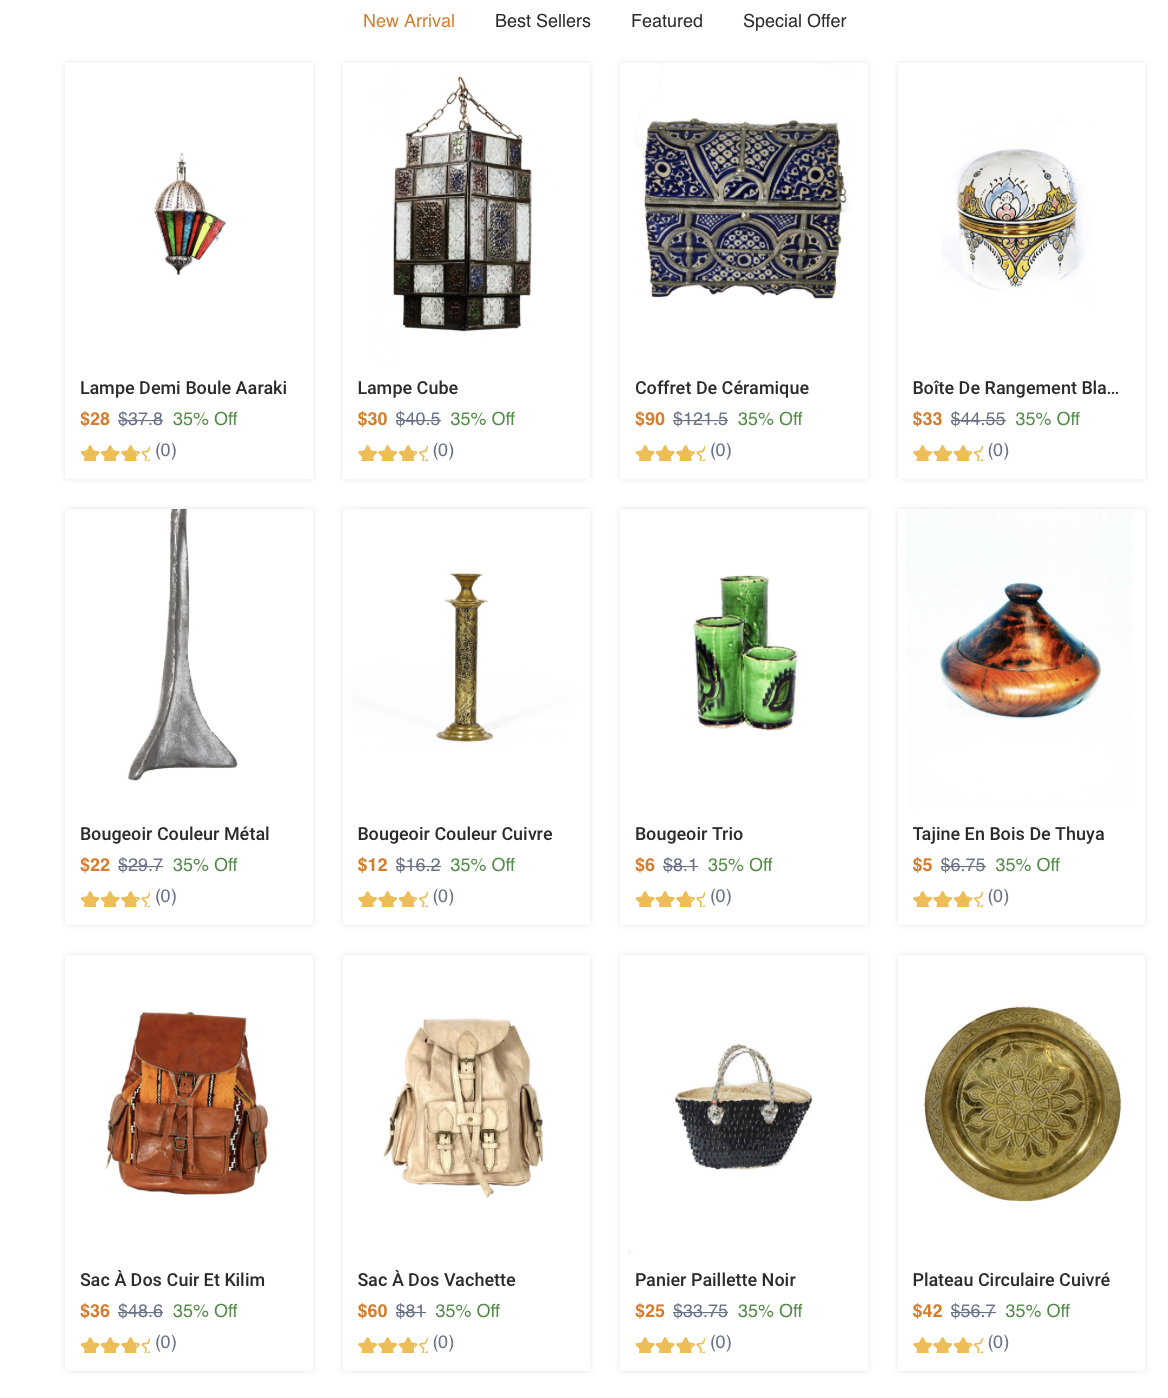 New Arrival Best Sellers Featured Special Offer
Lampe Demi Boule Aaraki
$28 $37.8 35% Off
(0)
Lampe Cube
$30 $40.5 35% Off
(0)
Coffret De Céramique
$90 $121.5 35% Off
(0)
Boîte De Rangement Bla...
$33 $44.55 35% Off
(0)
Bougeoir Couleur Métal
$22 $29.7 35% Off
(0)
Bougeoir Couleur Cuivre
$12 $16.2 35% Off
(0)
Bougeoir Trio
$6 $8.1 35% Off
(0)
Tajine En Bois De Thuya
$5 $6.75 35% Off
(0)
Sac À Dos Cuir Et Kilim
$36 $48.6 35% Off
(0)
Sac À Dos Vachette
$60 $81 35% Off
(0)
Panier Paillette Noir
$25 $33.75 35% Off
(0)
Plateau Circulaire Cuivré
$42 $56.7 35% Off
(0)